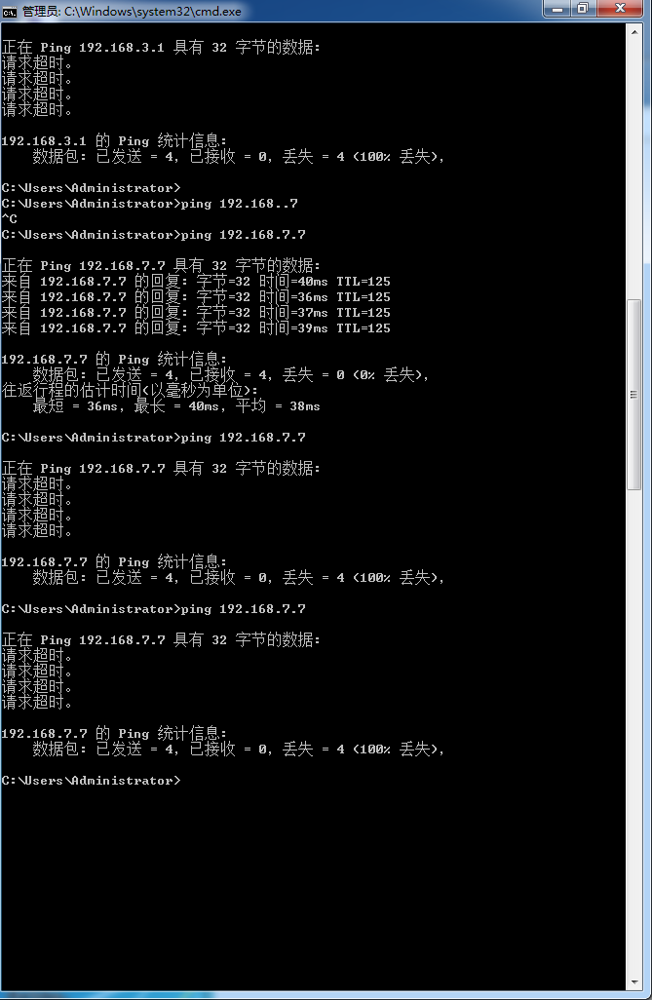 管理员: C:\Windows\system32\cmd.exe
正在 Ping 192.168.3.1 具有 32 字节的数据:
请求超时。
请求超时。
请求超时。
请求超时。
192.168.3.1 的 Ping 统计信息:
数据包: 已发送 = 4, 已接收 = 0, 丢失 = 4 (100% 丢失),
C:\Users\Administrator>
C:\Users\Administrator>ping 192.168..7
^C
C:\Users\Administrator>ping 192.168.7.7
正在 Ping 192.168.7.7 具有 32 字节的数据:
来自 192.168.7.7 的回复: 字节=32 时间=40ms TTL=125
来自 192.168.7.7 的回复: 字节=32 时间=36ms TTL=125
来自 192.168.7.7 的回复: 字节=32 时间=37ms TTL=125
来自 192.168.7.7 的回复: 字节=32 时间=39ms TTL=125
192.168.7.7 的 Ping 统计信息:
数据包: 已发送 = 4, 已接收 = 4, 丢失 = 0 (0% 丢失),
往返行程的估计时间(以毫秒为单位):
最短 = 36ms, 最长 = 40ms, 平均 = 38ms
C:\Users\Administrator>ping 192.168.7.7
正在 Ping 192.168.7.7 具有 32 字节的数据:
请求超时。
请求超时。
请求超时。
请求超时。
192.168.7.7 的 Ping 统计信息:
数据包: 已发送 = 4, 已接收 = 0, 丢失 = 4 (100% 丢失),
C:\Users\Administrator>ping 192.168.7.7
正在 Ping 192.168.7.7 具有 32 字节的数据:
请求超时。
请求超时。
请求超时。
请求超时。
192.168.7.7 的 Ping 统计信息:
数据包: 已发送 = 4, 已接收 = 0, 丢失 = 4 (100% 丢失),
C:\Users\Administrator>